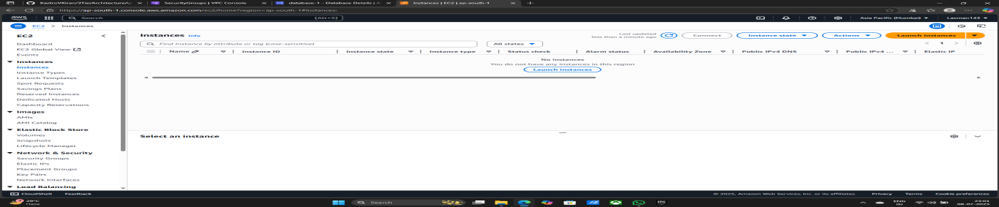 KastroVKiran/3TierArchitectureA
SecurityGroups | VPC Console
database-1 - Database Details | A
Instances | EC2 | ap-south-1
https://ap-south-1.console.aws.amazon.com/ec2/home?region=ap-south-1#Instances:
aws Search [Alt+S] Asia Pacific (Mumbai) Laxman143
EC2 > Instances
EC2
Dashboard
EC2 Global View
Events
Instances
Instances
Instance Types
Launch Templates
Spot Requests
Savings Plans
Reserved Instances
Dedicated Hosts
Capacity Reservations
Images
AMIs
AMI Catalog
Elastic Block Store
Volumes
Snapshots
Lifecycle Manager
Network & Security
Security Groups
Elastic IPs
Placement Groups
Key Pairs
Network Interfaces
Load Balancing
Instances Info
Last updated
less than a minute ago
Connect Instance state Actions Launch instances
Find Instance by attribute or tag (case-sensitive) All states
< 1 >
Name Instance ID Instance state Instance type Status check Alarm status Availability Zone Public IPv4 DNS Public IPv4 ... Elastic IP
No instances
You do not have any instances in this region
Launch instances
Select an instance
CloudShell Feedback © 2025, Amazon Web Services, Inc. or its affiliates. Privacy Terms Cookie preferences
29°C
Haze
Search
ENG
IN
23:01
06-07-2025